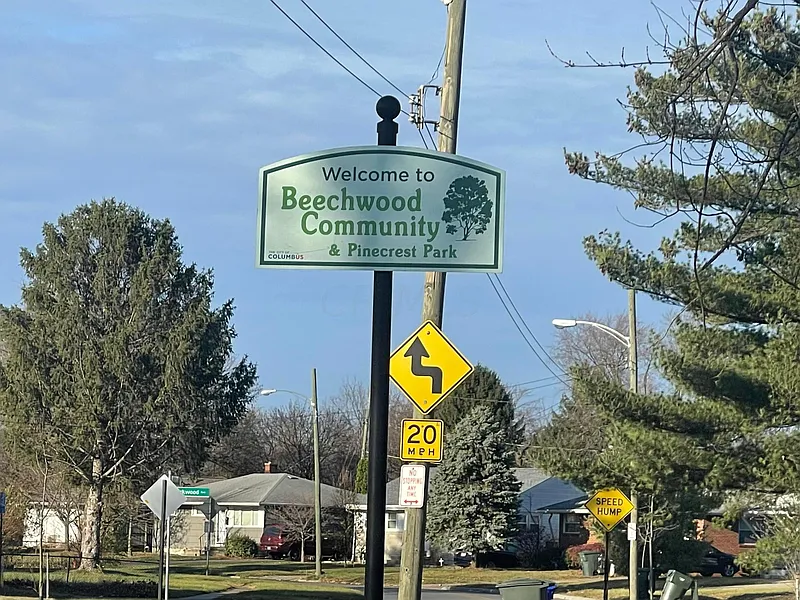 Welcome to
Beechwood
Community
& Pinecrest Park
THE CITY OF
COLUMBUS
20
MPH
NO
STOPPING
ANY
TIME
SPEED
HUMP